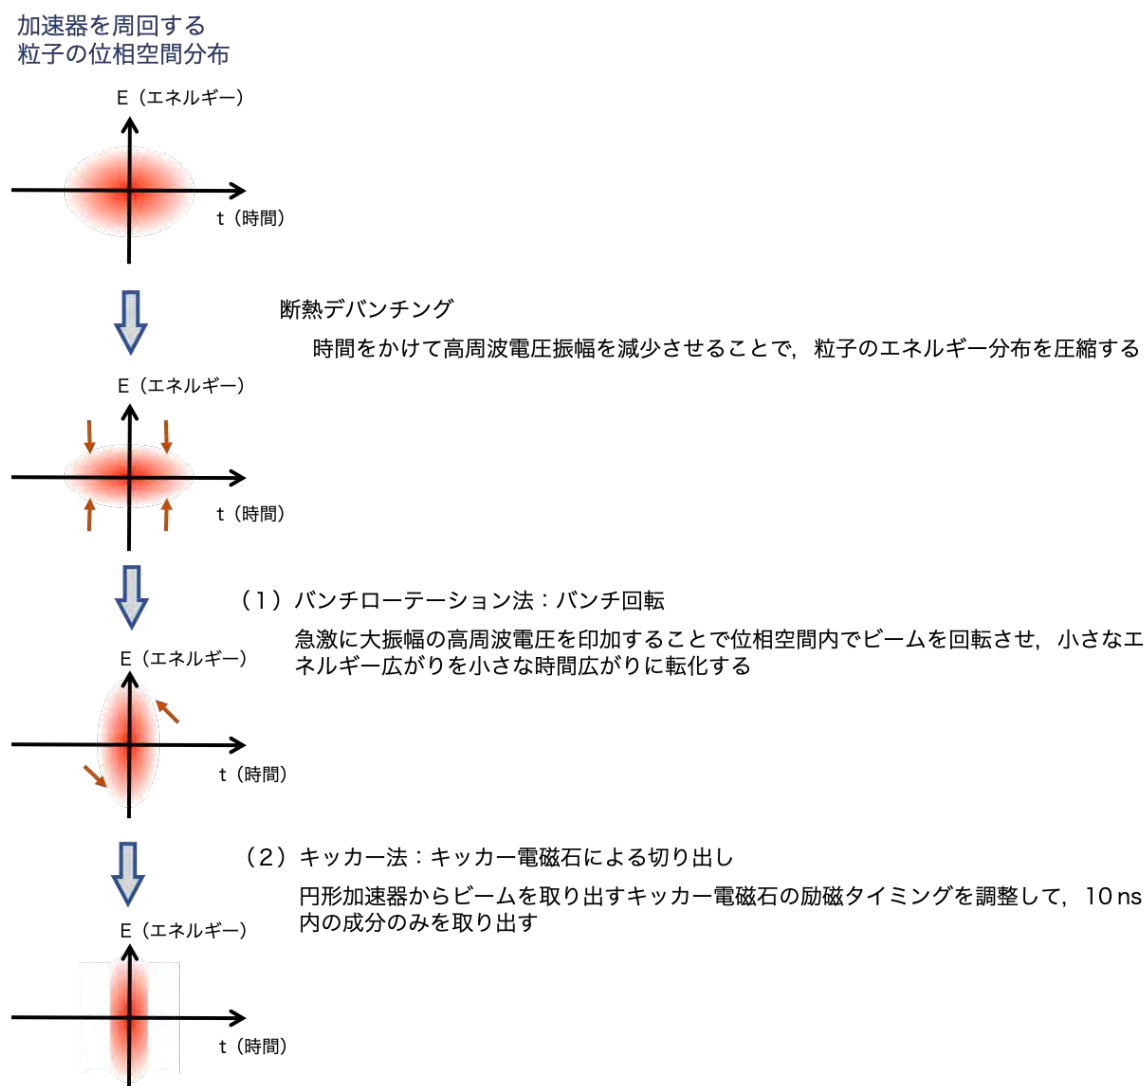 加速器を周回する
粒子の位相空間分布
E（エネルギー）
t（時間）
断熱デバンチング
時間をかけて高周波電圧振幅を減少させることで，粒子のエネルギー分布を圧縮する
E（エネルギー）
t（時間）
（1）バンチローテーション法：バンチ回転
急激に大振幅の高周波電圧を印加することで位相空間内でビームを回転させ，小さなエ
ネルギー広がりを小さな時間広がりに転化する
E（エネルギー）
t（時間）
（2）キッカー法：キッカー電磁石による切り出し
円形加速器からビームを取り出すキッカー電磁石の励磁タイミングを調整して，10 ns
内の成分のみを取り出す
E（エネルギー）
t（時間）